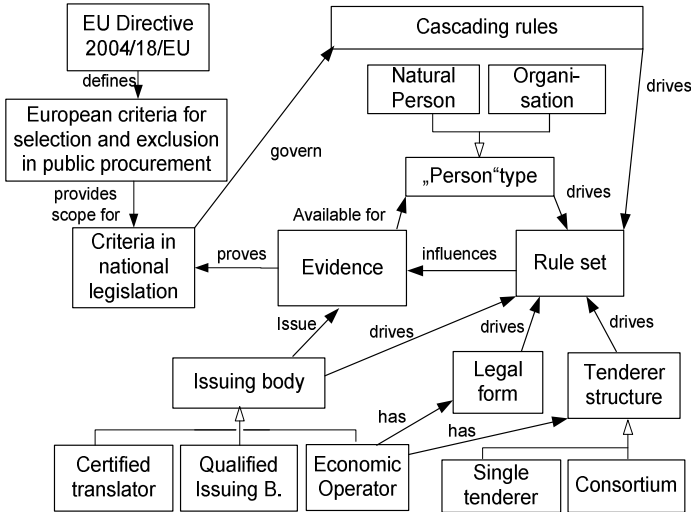 EU Directive
2004/18/EU
Cascading rules
defines
Natural
Person
Organi-
sation
drives
European criteria for
selection and exclusion
in public procurement
govern
„Person“type
provides
scope for
Available for
drives
Criteria in
national
legislation
proves
Evidence
influences
Rule set
Issue
drives
drives
drives
Issuing body
Legal
form
Tenderer
structure
has
has
Certified
translator
Qualified
Issuing B.
Economic
Operator
Single
tenderer
Consortium